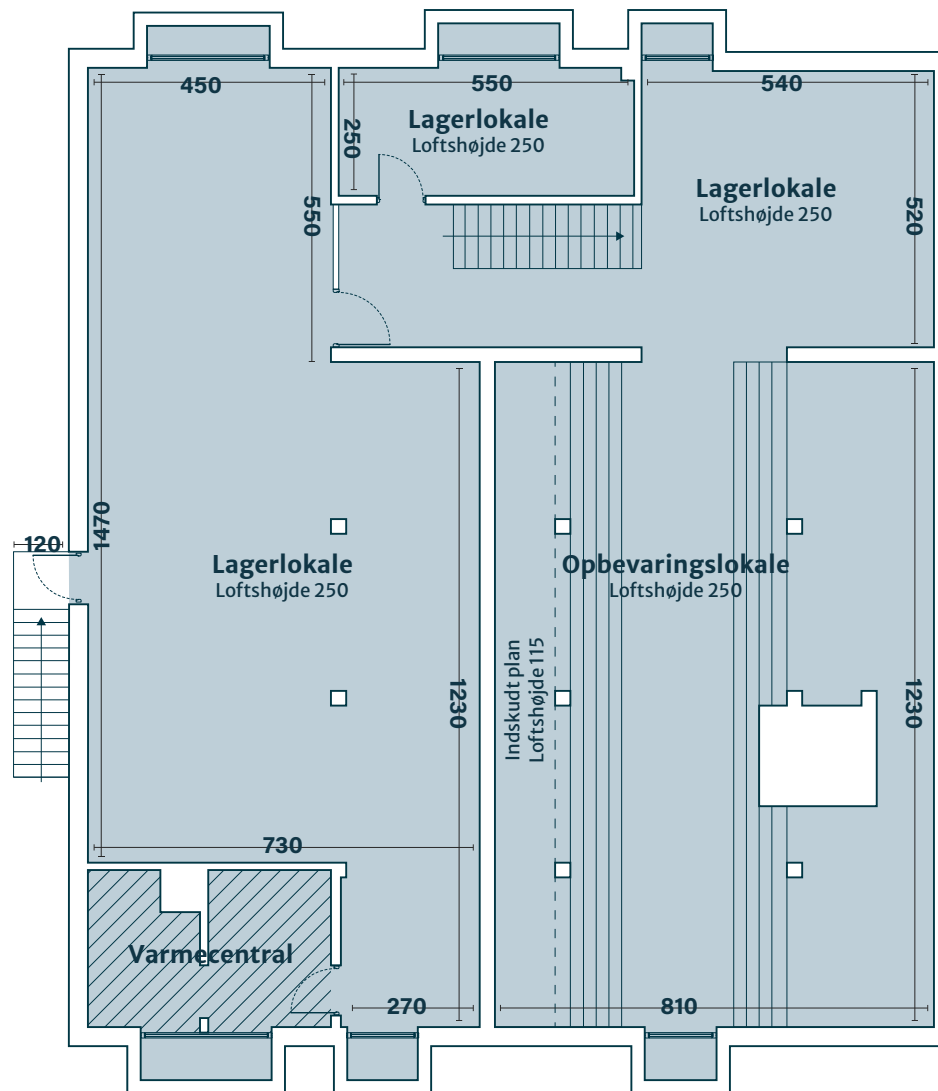 450
550
540
Lagerlokale
Loftshøjde 250
250
Lagerlokale
Loftshøjde 250
550
520
1470
120
Lagerlokale
Loftshøjde 250
Opbevaringslokale
Loftshøjde 250
Indskudt plan
Loftshøjde 115
1230
1230
730
Varmecentral
270
810